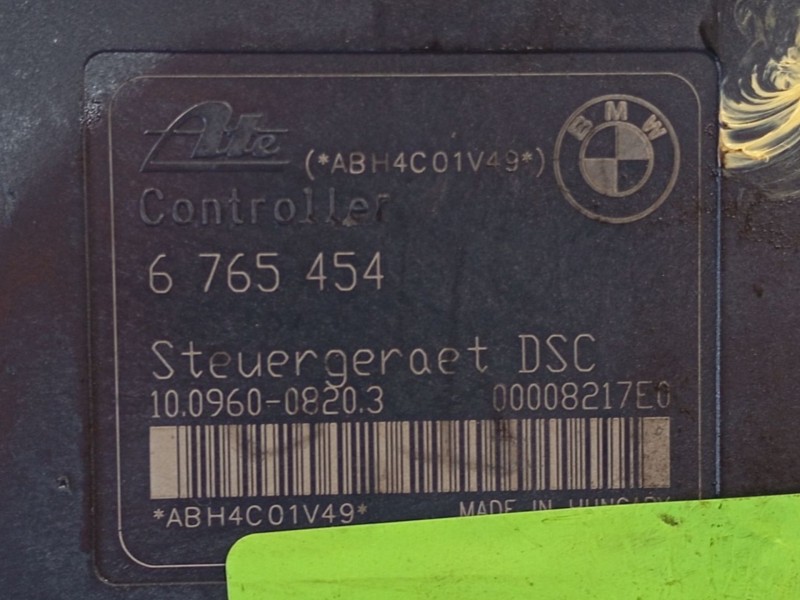 Ate
(*ABH4C01V49*)
BMW
Controller
6 765 454
Steuergeraet DSC
10.0960-0820.3 00008217E0
*ABH4C01V49* MADE IN HUNGARY